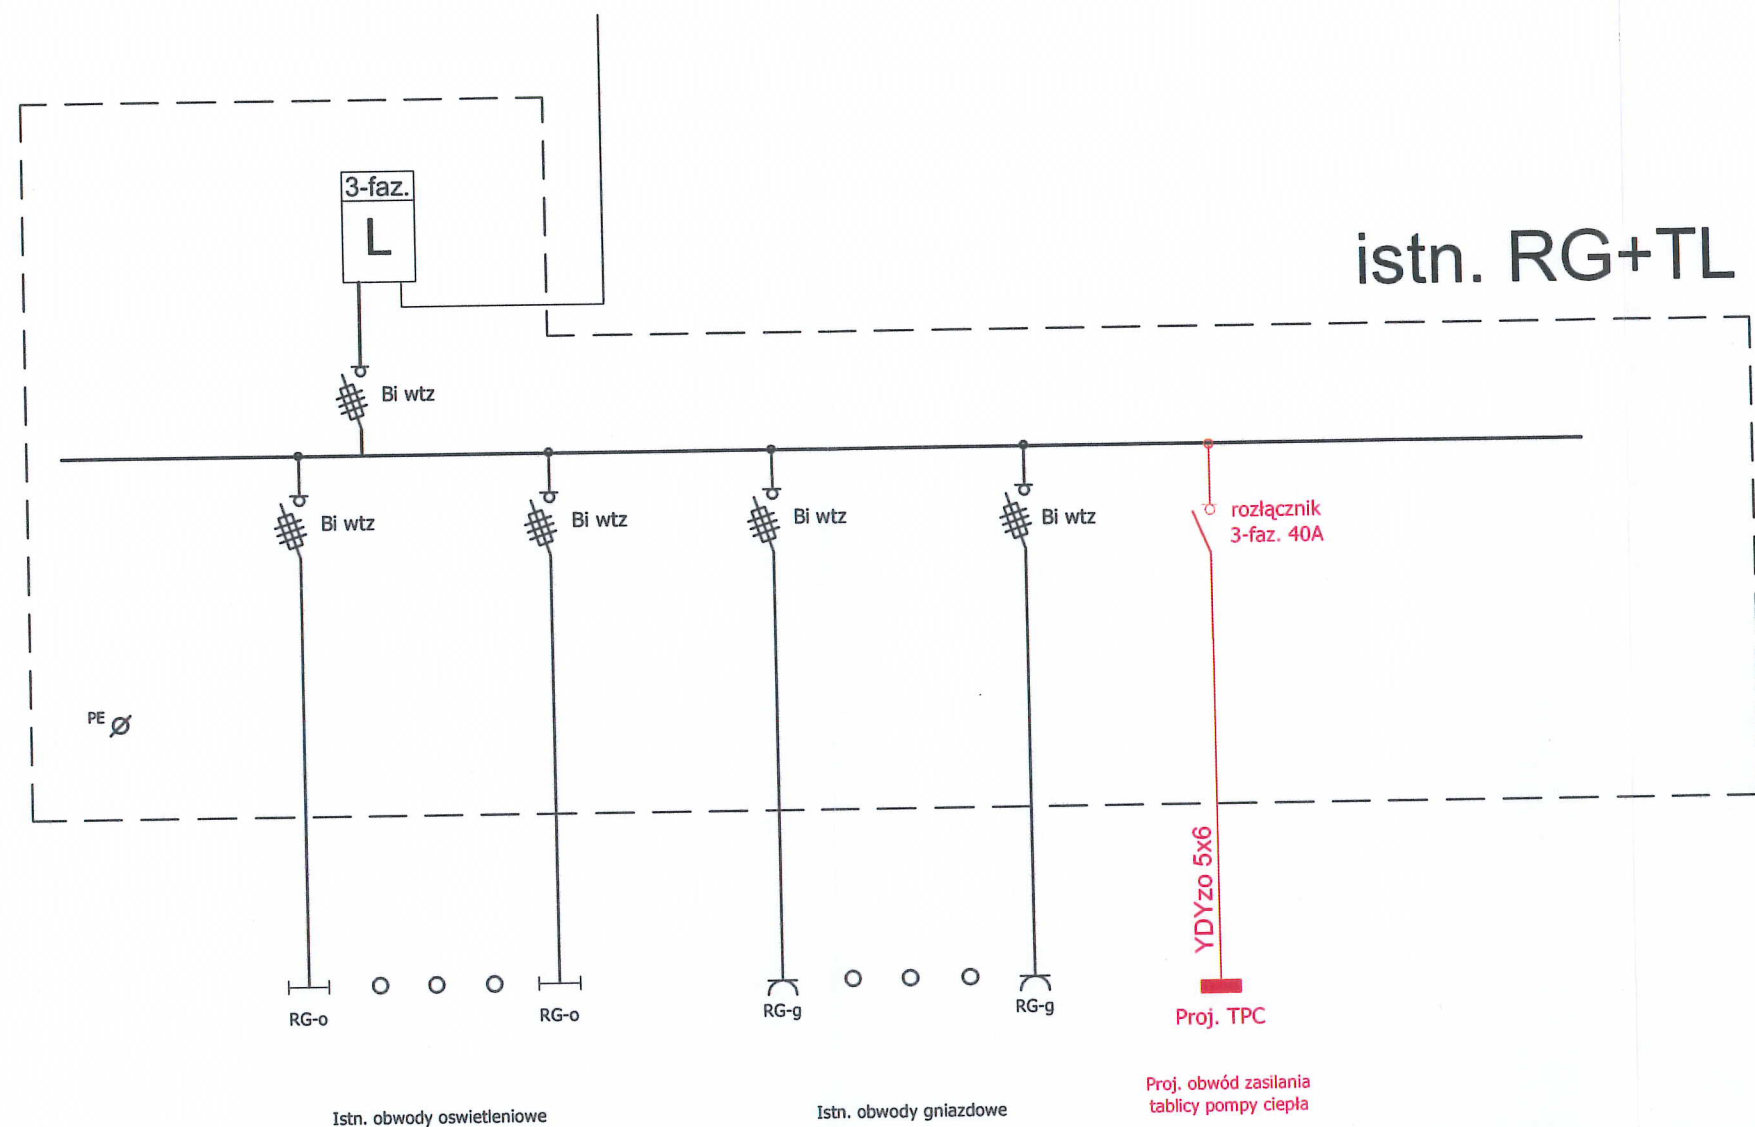 3-faz.
L
istn. RG+TL
Bi wtz
Bi wtz
Bi wtz
Bi wtz
Bi wtz
rozłącznik
3-faz. 40A
PE
YDYzo 5x6
RG-o
RG-o
RG-g
RG-g
Proj. TPC
Istn. obwody oswietleniowe
Istn. obwody gniazdowe
Proj. obwód zasilania
tablicy pompy ciepła